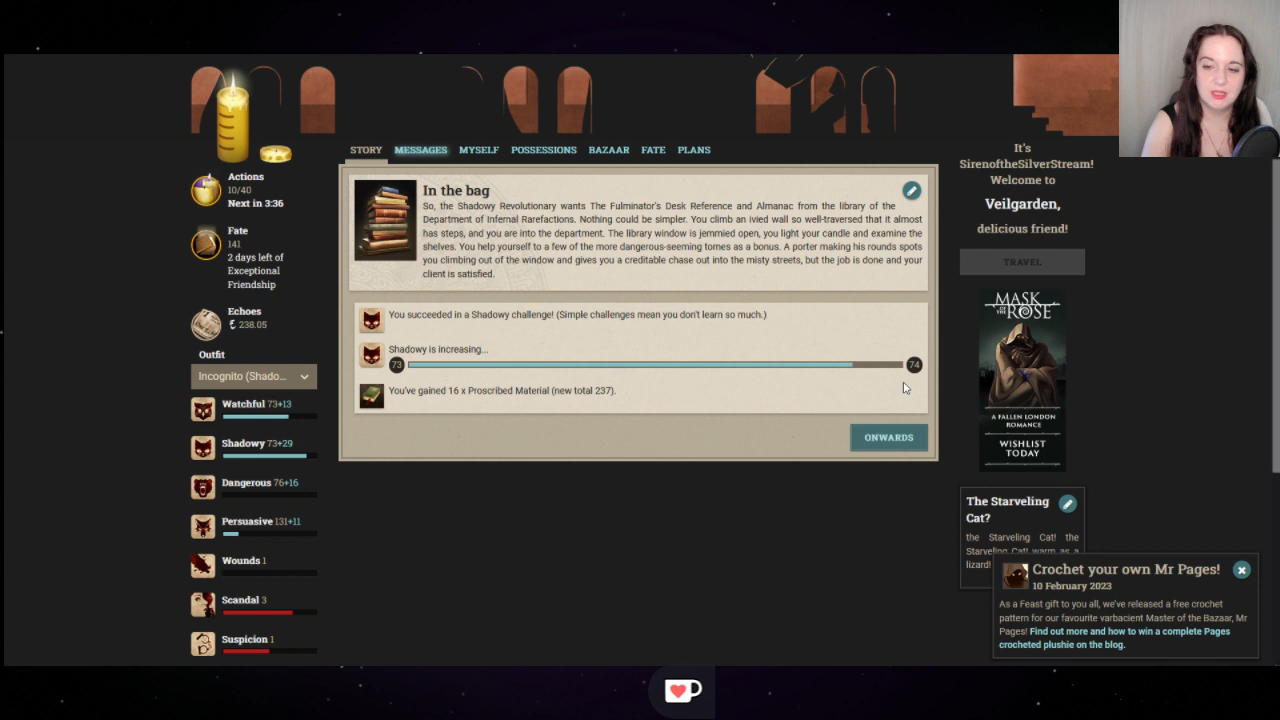 Actions
10/40
Next in 3:36
Fate
141
2 days left of
Exceptional
Friendship
Echoes
238.05
Outfit
Incognito (Shado...
Watchful 73+13
Shadowy 73+29
Dangerous 76+16
Persuasive 131+11
Wounds 1
Scandal 3
Suspicion 1
STORY MESSAGES MYSELF POSSESSIONS BAZAAR FATE PLANS
In the bag
So, the Shadowy Revolutionary wants The Fulminator's Desk Reference and Almanac from the library of the
Department of Infernal Rarefactions. Nothing could be simpler. You climb an ivied wall so well-traversed that it almost
has steps, and you are into the department. The library window is jemmied open, you light your candle and examine the
shelves. You help yourself to a few of the more dangerous-seeming tomes as a bonus. A porter making his rounds spots
you climbing out of the window and gives you a creditable chase out into the misty streets, but the job is done and your
client is satisfied.
You succeeded in a Shadowy challenge! (Simple challenges mean you don't learn so much.)
Shadowy is increasing...
73 74
You've gained 16 x Proscribed Material (new total 237).
ONWARDS
It's
SirenoftheSilverStream!
Welcome to
Veilgarden,
delicious friend!
TRAVEL
MASK
OF THE ROSE
A FALLEN LONDON
ROMANCE
WISHLIST
TODAY
The Starveling
Cat?
the Starveling Cat! the
Starveling Cat! warm as a
lizard!
Crochet your own Mr Pages!
10 February 2023
As a Feast gift to you all, we've released a free crochet
pattern for our favourite varbacient Master of the Bazaar, Mr
Pages! Find out more and how to win a complete Pages
crocheted plushie on the blog.